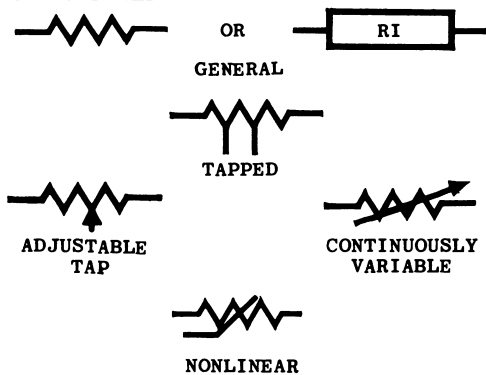 OR
RI
GENERAL
TAPPED
ADJUSTABLE
TAP
CONTINUOUSLY
VARIABLE
NONLINEAR